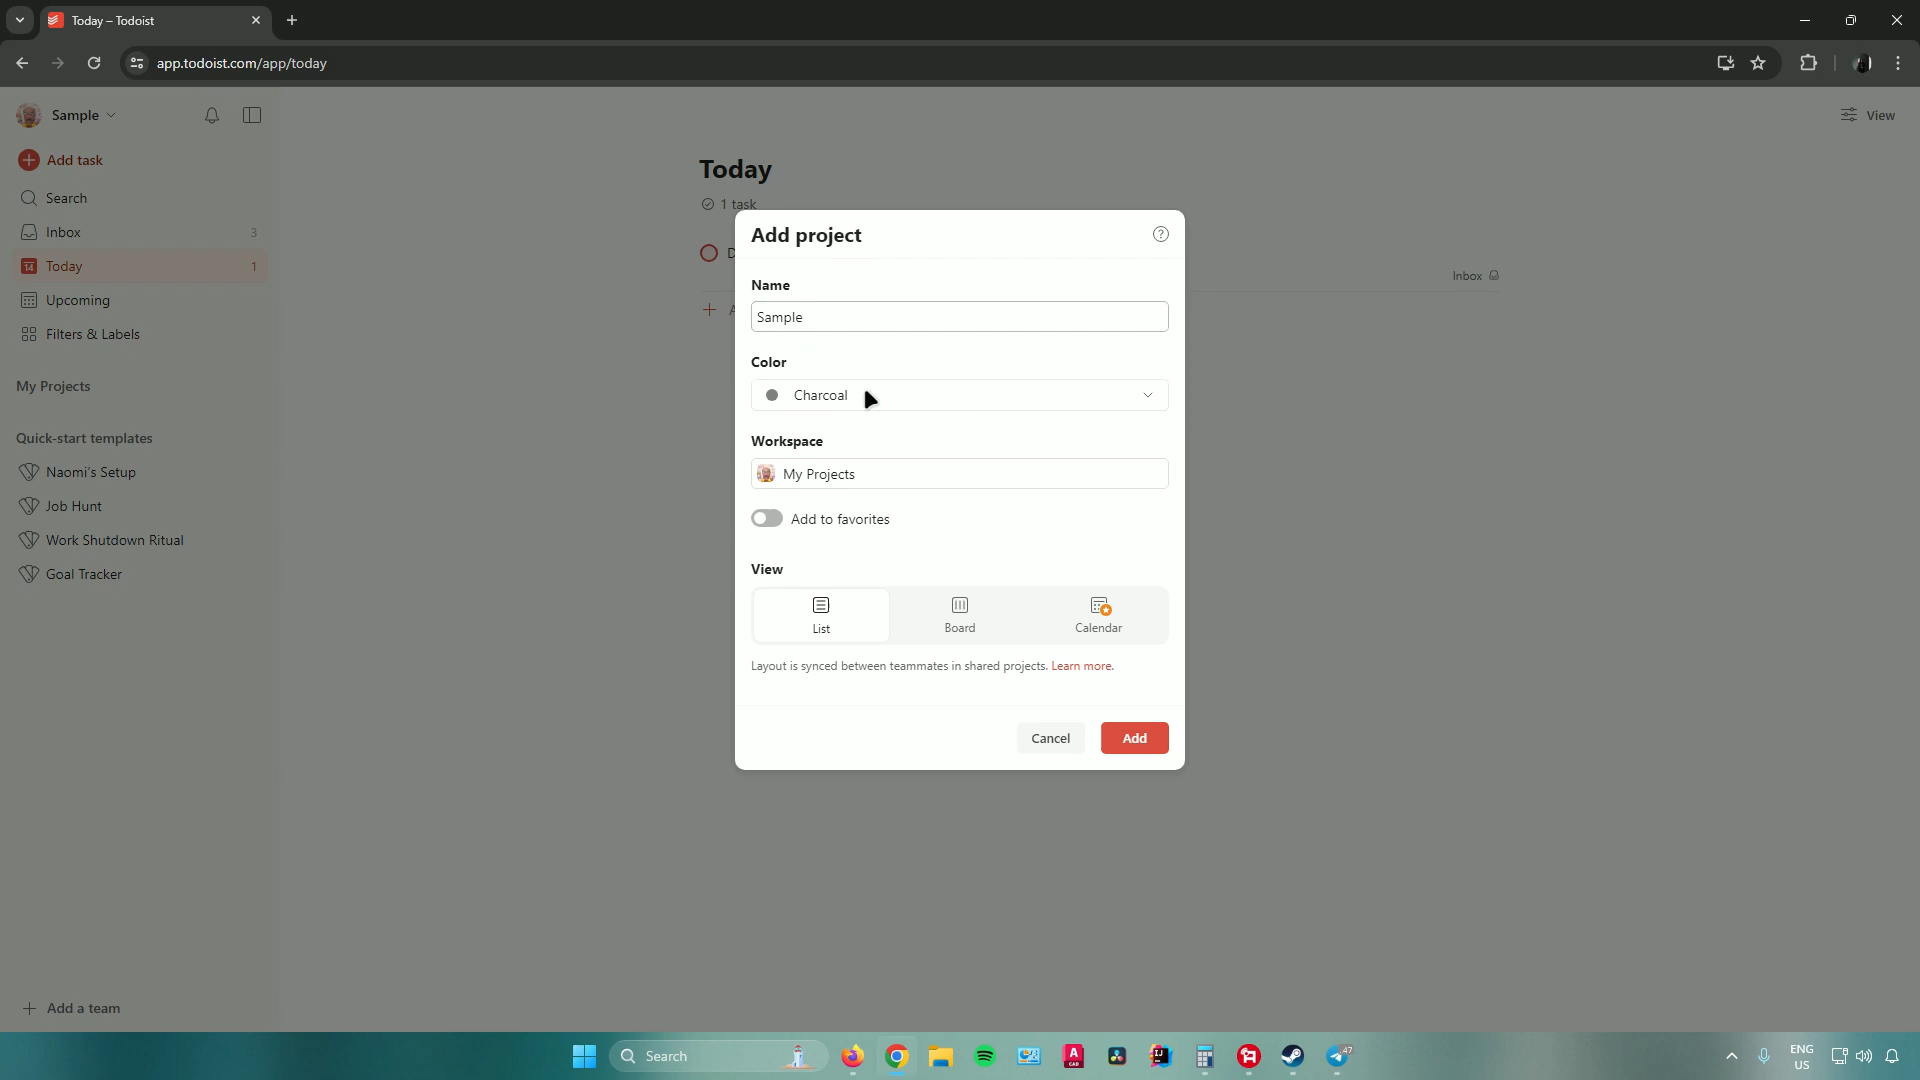 Today – Todoist
app.todoist.com/app/today
Sample
View
Add task
Search
Inbox 3
14 Today 1
Upcoming
Filters & Labels
My Projects
Quick-start templates
Naomi's Setup
Job Hunt
Work Shutdown Ritual
Goal Tracker
Add a team
Today
1 task
Inbox
Add project
Name
Sample
Color
Charcoal
Workspace
My Projects
Add to favorites
View
List
Board
Calendar
Layout is synced between teammates in shared projects. Learn more.
Cancel
Add
Search
ENG
US
47